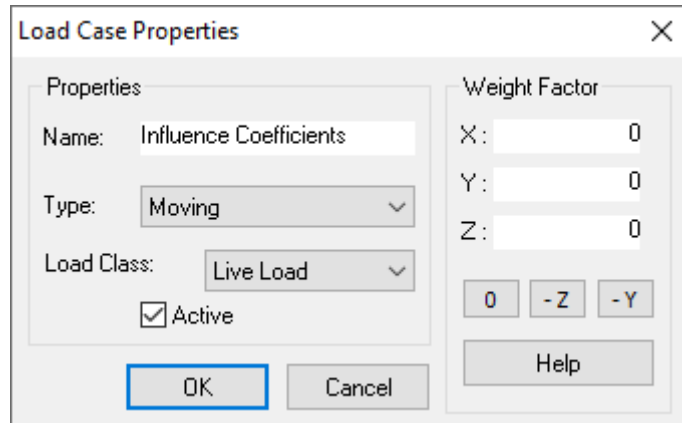 Load Case Properties
Properties
Name: Influence Coefficients
Type: Moving
Load Class: Live Load
Active
OK Cancel
Weight Factor
X: 0
Y: 0
Z: 0
0 -Z -Y
Help